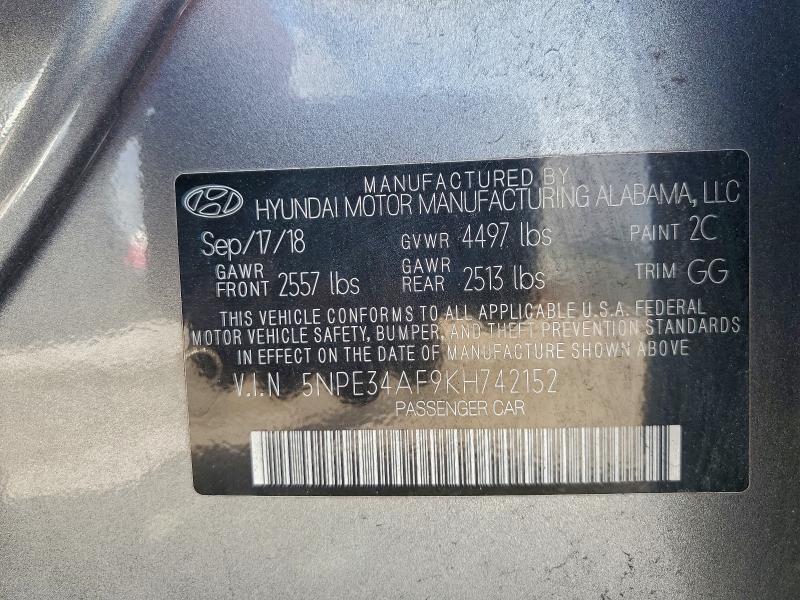 MANUFACTURED BY
HYUNDAI MOTOR MANUFACTURING ALABAMA, LLC
Sep/17/18 GVWR 4497 lbs PAINT 2C
GAWR FRONT 2557 lbs GAWR REAR 2513 lbs TRIM GG
THIS VEHICLE CONFORMS TO ALL APPLICABLE U.S.A. FEDERAL
MOTOR VEHICLE SAFETY, BUMPER, AND THEFT PREVENTION STANDARDS
IN EFFECT ON THE DATE OF MANUFACTURE SHOWN ABOVE
V.I.N 5NPE34AF9KH742152
PASSENGER CAR